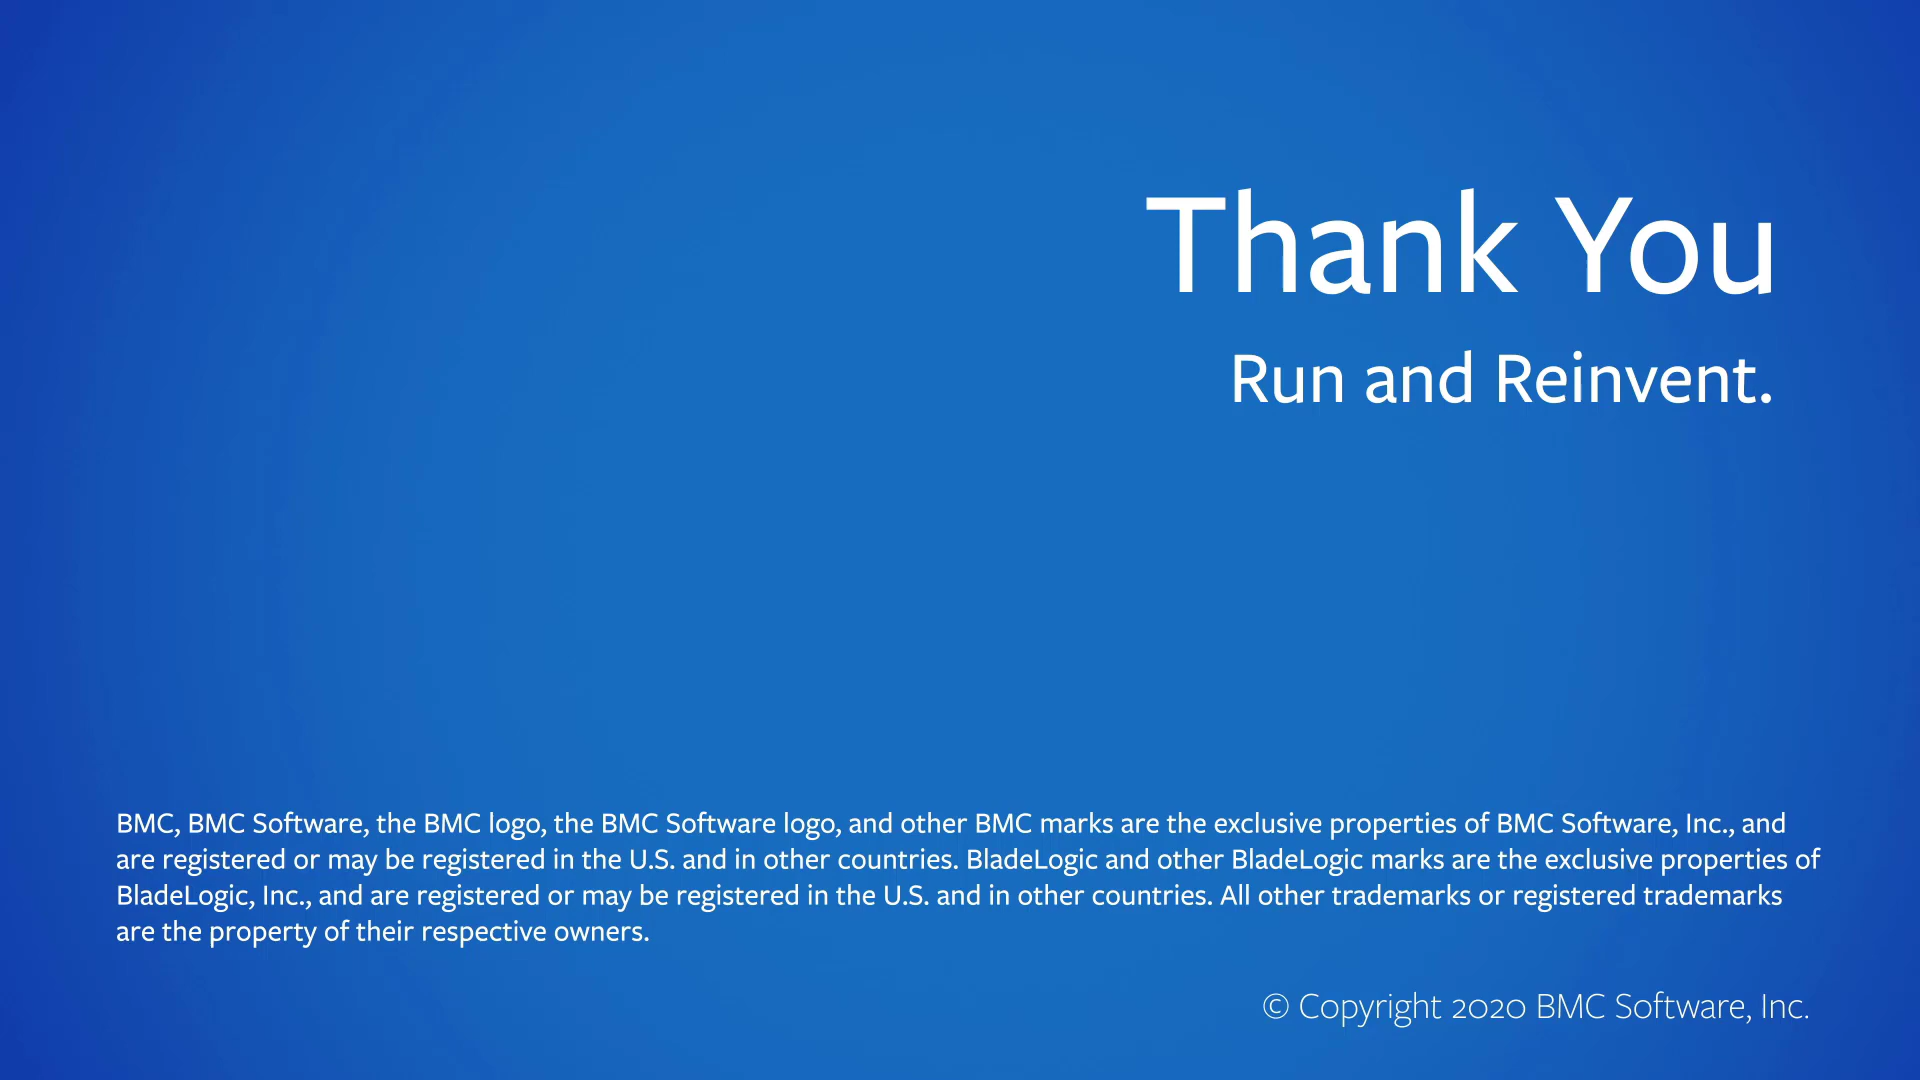 Thank You
Run and Reinvent.
BMC, BMC Software, the BMC logo, the BMC Software logo, and other BMC marks are the exclusive properties of BMC Software, Inc., and
are registered or may be registered in the U.S. and in other countries. BladeLogic and other BladeLogic marks are the exclusive properties of
BladeLogic, Inc., and are registered or may be registered in the U.S. and in other countries. All other trademarks or registered trademarks
are the property of their respective owners.
© Copyright 2020 BMC Software, Inc.